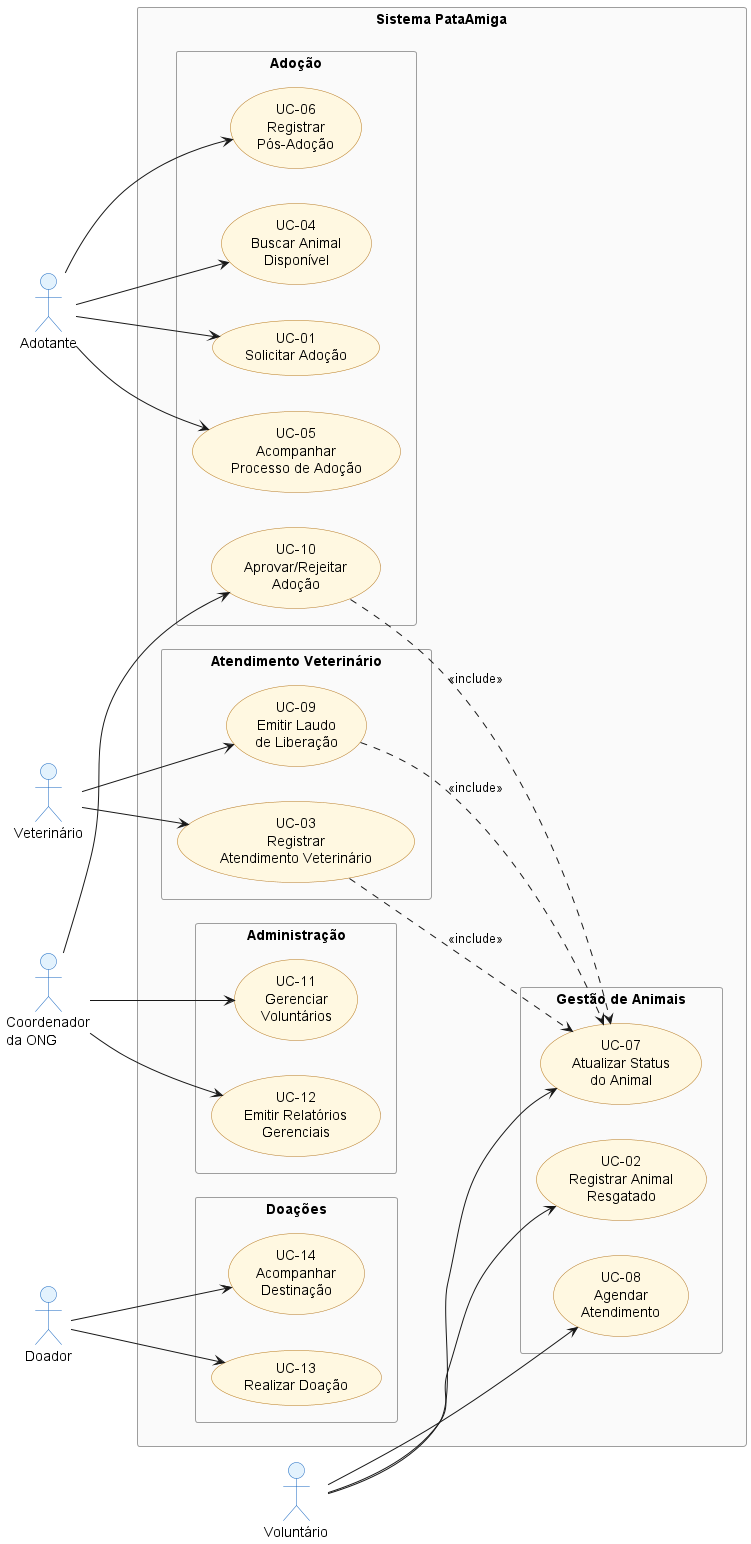 Sistema PataAmiga
Adoção
UC-06
Registrar
Pós-Adoção
UC-04
Buscar Animal
Disponível
Adotante
UC-01
Solicitar Adoção
UC-05
Acompanhar
Processo de Adoção
UC-10
Aprovar/Rejeitar
Adoção
Atendimento Veterinário
«include»
UC-09
Emitir Laudo
de Liberação
«include»
Veterinário
UC-03
Registrar
Atendimento Veterinário
Administração
«include»
UC-11
Gerenciar
Voluntários
Coordenador
da ONG
Gestão de Animais
UC-07
Atualizar Status
do Animal
UC-12
Emitir Relatórios
Gerenciais
UC-02
Registrar Animal
Resgatado
Doações
UC-14
Acompanhar
Destinação
UC-08
Agendar
Atendimento
Doador
UC-13
Realizar Doação
Voluntário